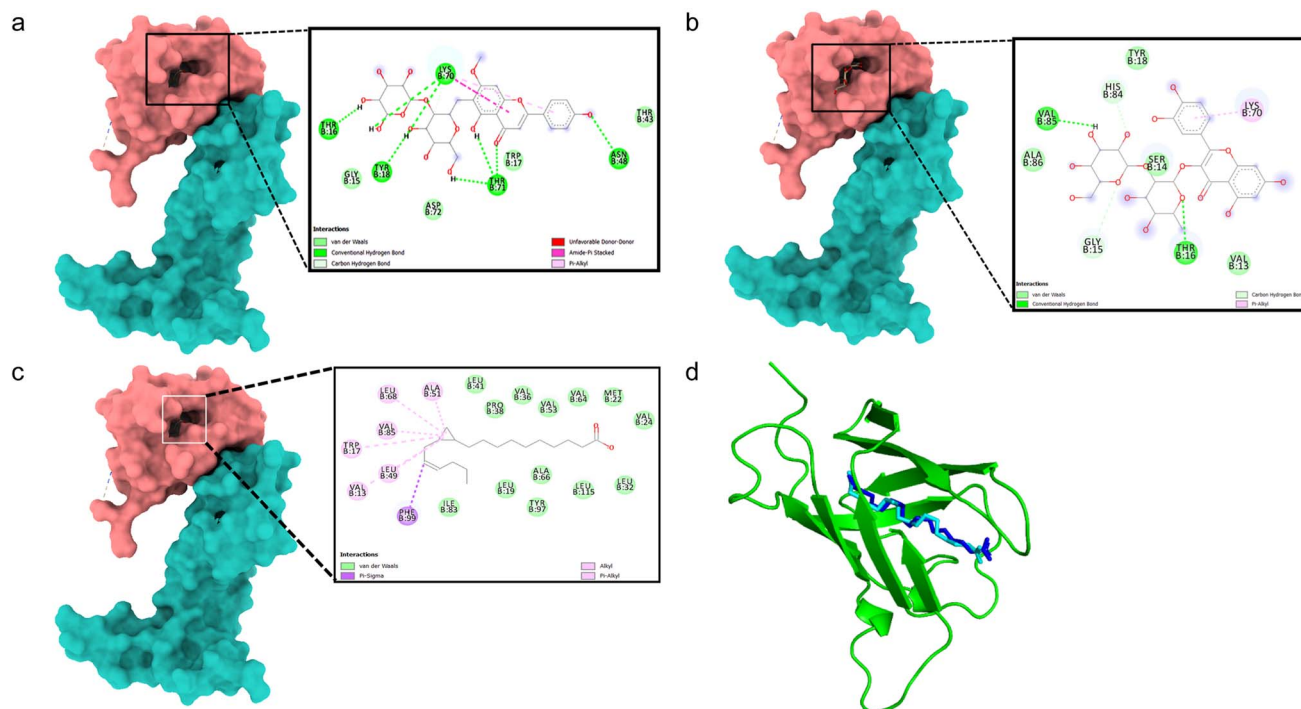 a
LYS
B:70
H
THR
B:16
H
THR
B:43
H
TYR
B:18
H
TRP
B:17
ASN
B:48
GLY
B:15
H
THR
B:71
ASP
B:72
Interactions
van der Waals
Conventional Hydrogen Bond
Carbon Hydrogen Bond
Unfavorable Donor-Donor
Amide-Pi Stacked
Pi-Alkyl
b
TYR
B:18
HIS
B:84
LYS
B:70
VAL
B:85
H
ALA
B:86
SER
B:14
GLY
B:15
THR
B:16
VAL
B:13
Interactions
van der Waals
Conventional Hydrogen Bond
Carbon Hydrogen Bon
Pi-Alkyl
c
LEU
B:68
ALA
B:51
LEU
B:41
PRO
B:38
VAL
B:36
VAL
B:53
VAL
B:64
MET
B:22
VAL
B:24
VAL
B:85
TRP
B:17
LEU
B:49
VAL
B:13
PHE
B:99
ILE
B:83
LEU
B:19
ALA
B:66
TYR
B:97
LEU
B:115
LEU
B:32
Interactions
van der Waals
Pi-Sigma
Alkyl
Pi-Alkyl
d